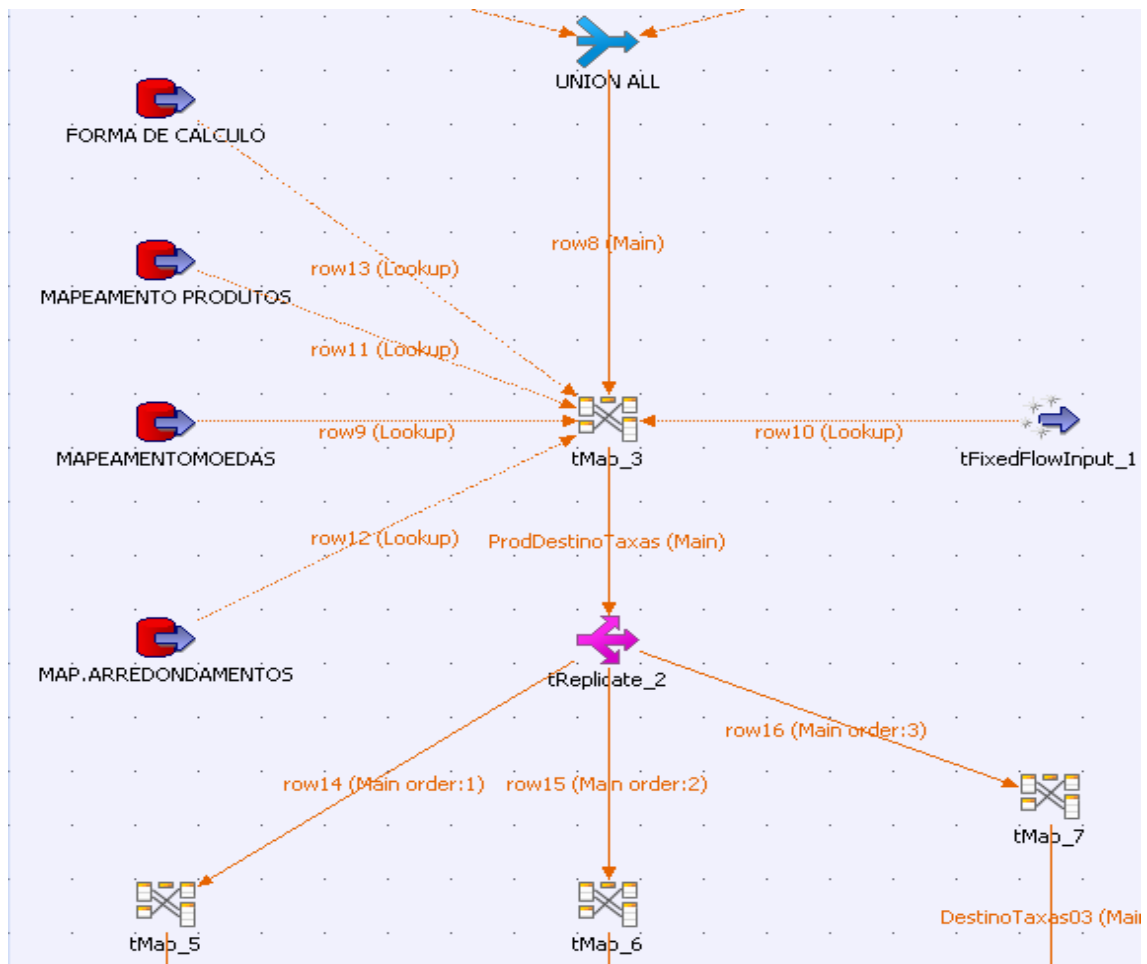 UNION ALL
FORMA DE CALCULO
row8 (Main)
row13 (Lookup)
MAPEAMENTO PRODUTOS
row11 (Lookup)
row9 (Lookup)
row10 (Lookup)
MAPEAMENTOMOEDAS
tMap_3
tFixedFlowInput_1
row12 (Lookup)
ProdDestinoTaxas (Main)
MAP.ARREDONDAMENTOS
tReplicate_2
row16 (Main order:3)
row14 (Main order:1)
row15 (Main order:2)
tMap_7
DestinoTaxas03 (Mai
tMap_5
tMap_6